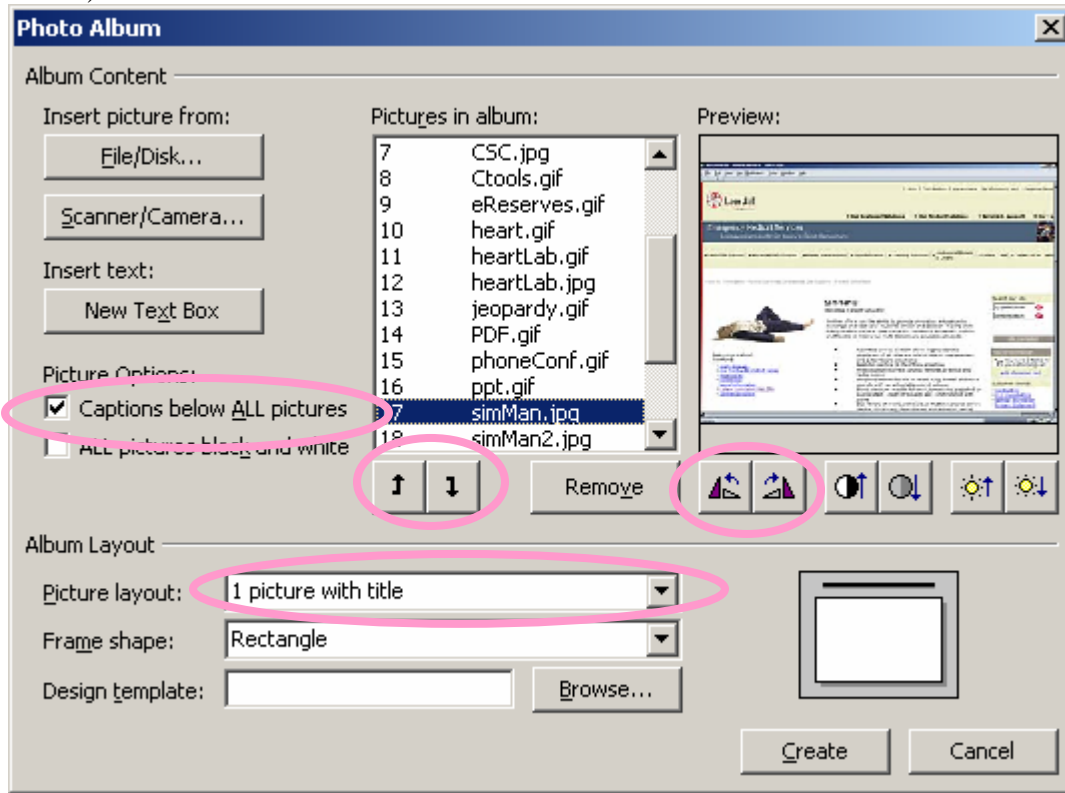 Photo Album
Album Content
Insert picture from:
File/Disk...
Scanner/Camera...
Insert text:
New Text Box
Picture Options:
Captions below ALL pictures
ALL pictures black and white
Pictures in album:
7 CSC.jpg
8 Ctools.gif
9 eReserves.gif
10 heart.gif
11 heartLab.gif
12 heartLab.jpg
13 jeopardy.gif
14 PDF.gif
15 phoneConf.gif
16 ppt.gif
17 simMan.jpg
18 simMan2.jpg
Remove
Preview:
Album Layout
Picture layout: 1 picture with title
Frame shape: Rectangle
Design template:
Browse...
Create Cancel